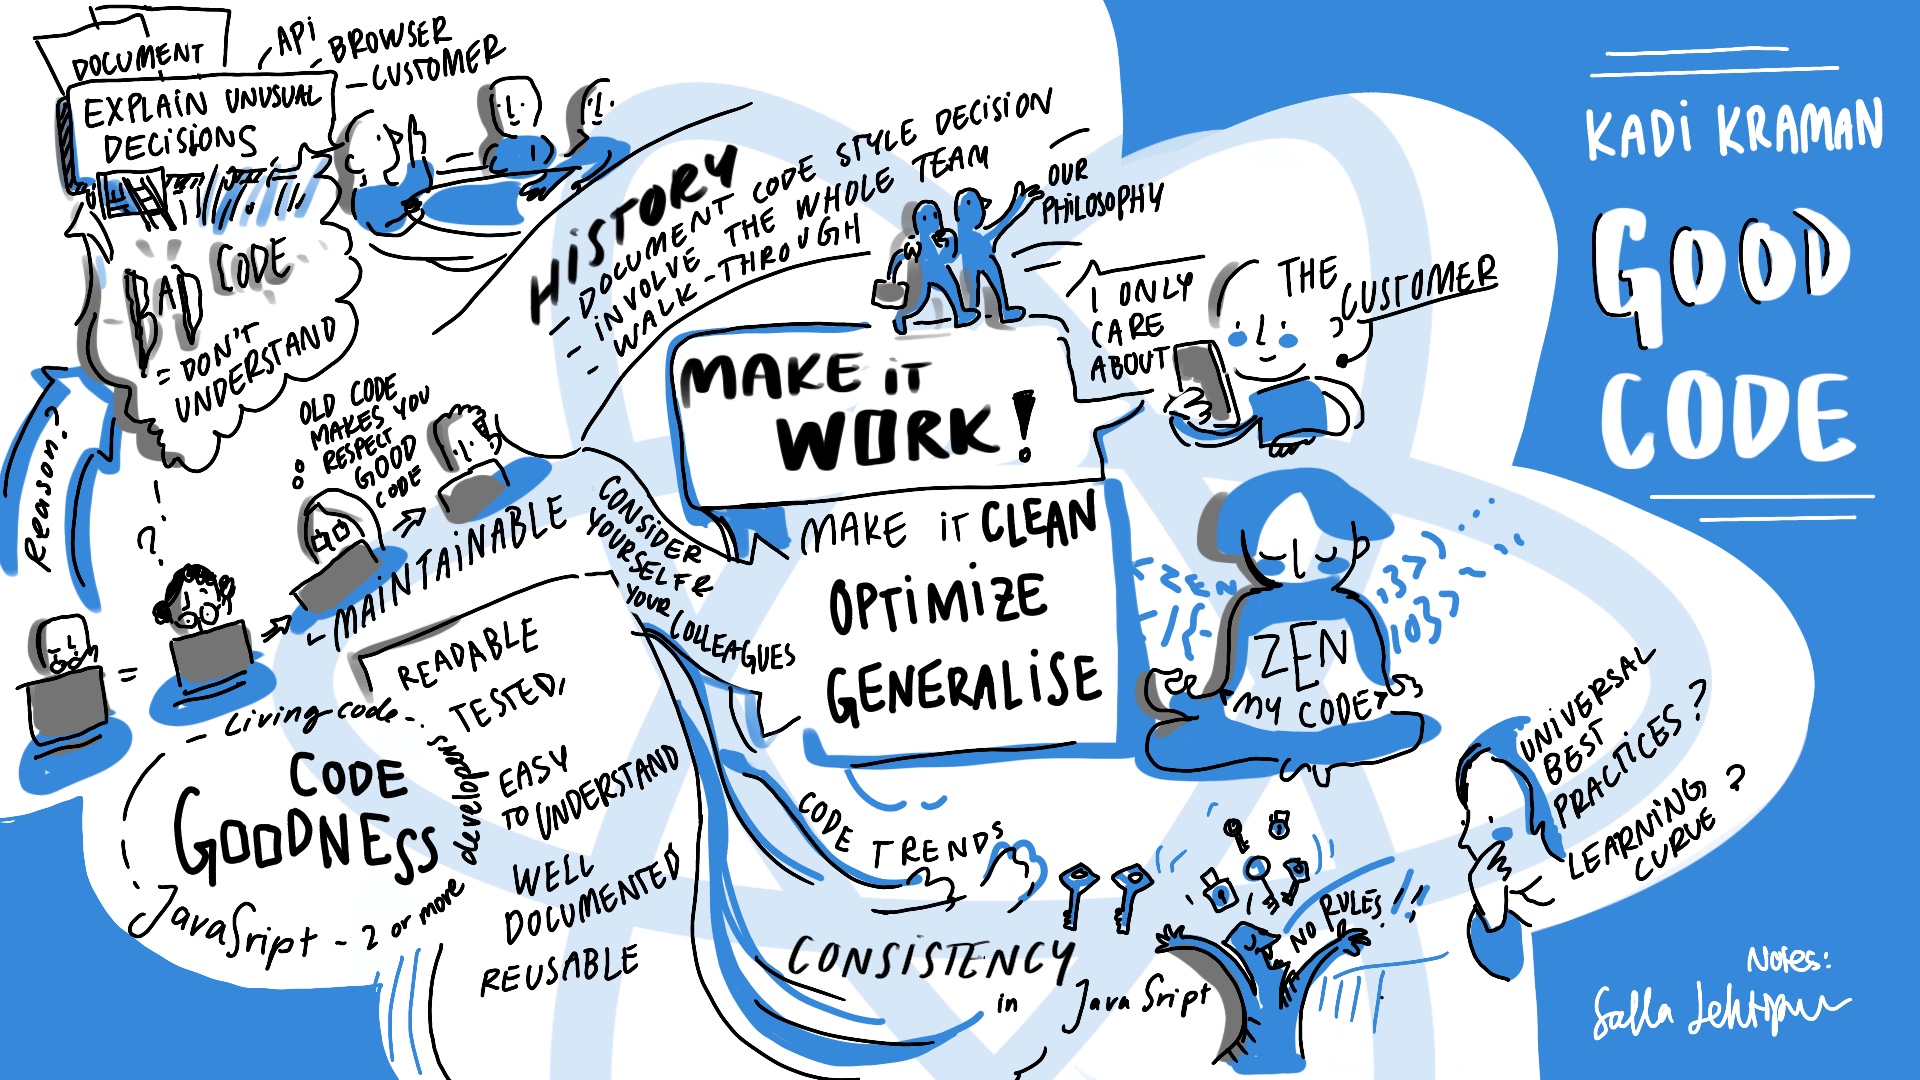 DOCUMENT
EXPLAIN UNUSUAL
DECISIONS
API
BROWSER
- CUSTOMER
BAD CODE
= DON'T
UNDERSTAND
Reason?
?
OLD CODE
MAKES YOU
RESPECT
GOOD
CODE
=
- MAINTAINABLE
READABLE
TESTED,
EASY
TO UNDERSTAND
WELL
DOCUMENTED
REUSABLE
- Living code -
CODE
GOODNESS
JavaSript - 2 or more developers
HISTORY
- DOCUMENT CODE STYLE DECISION
- INVOLVE THE WHOLE TEAM
- WALK-THROUGH
OUR
PHILOSOPHY
I ONLY
CARE
ABOUT
THE
CUSTOMER
MAKE IT
WORK!
CONSIDER
YOURSELF &
YOUR COLLEAGUES
MAKE IT CLEAN
OPTIMIZE
GENERALISE
<ZEN
ZEN
<MY CODE>
CODE TRENDS
CONSISTENCY
in JavaSript
NO RULES!!
UNIVERSAL
BEST
PRACTICES?
LEARNING
CURVE?
KADI KRAMAN
GOOD
CODE
NOTES:
Salla